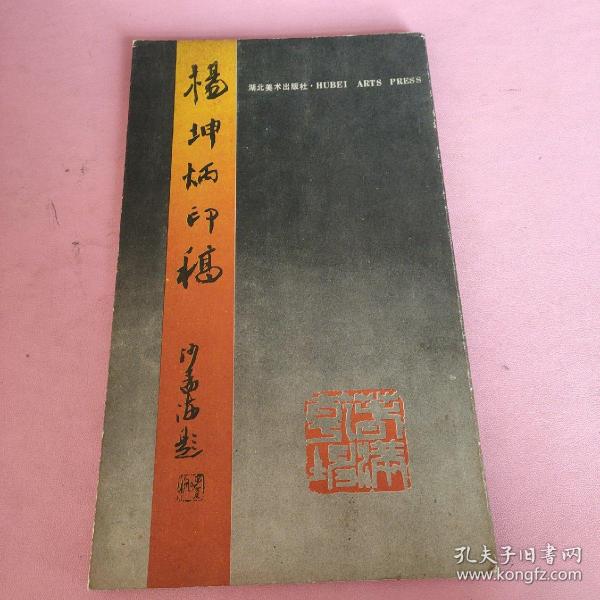 楊坤炳印稿
沙孟海题
湖北美术出版社·HUBEI ARTS PRESS
孔夫子旧书网
www.kongfz.com